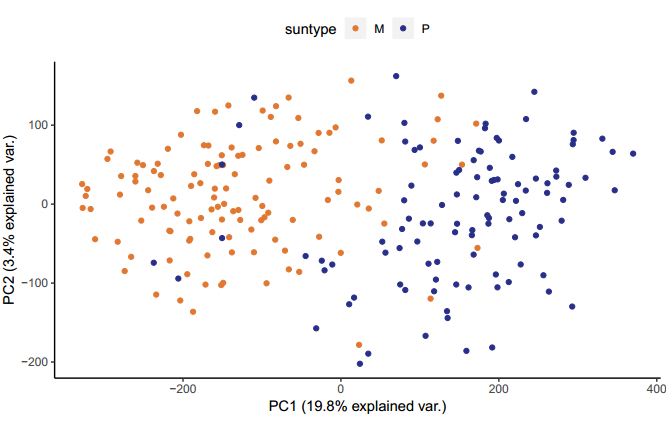 suntype M P
PC2 (3.4% explained var.)
100
0
−100
−200
−200 0 200 400
PC1 (19.8% explained var.)